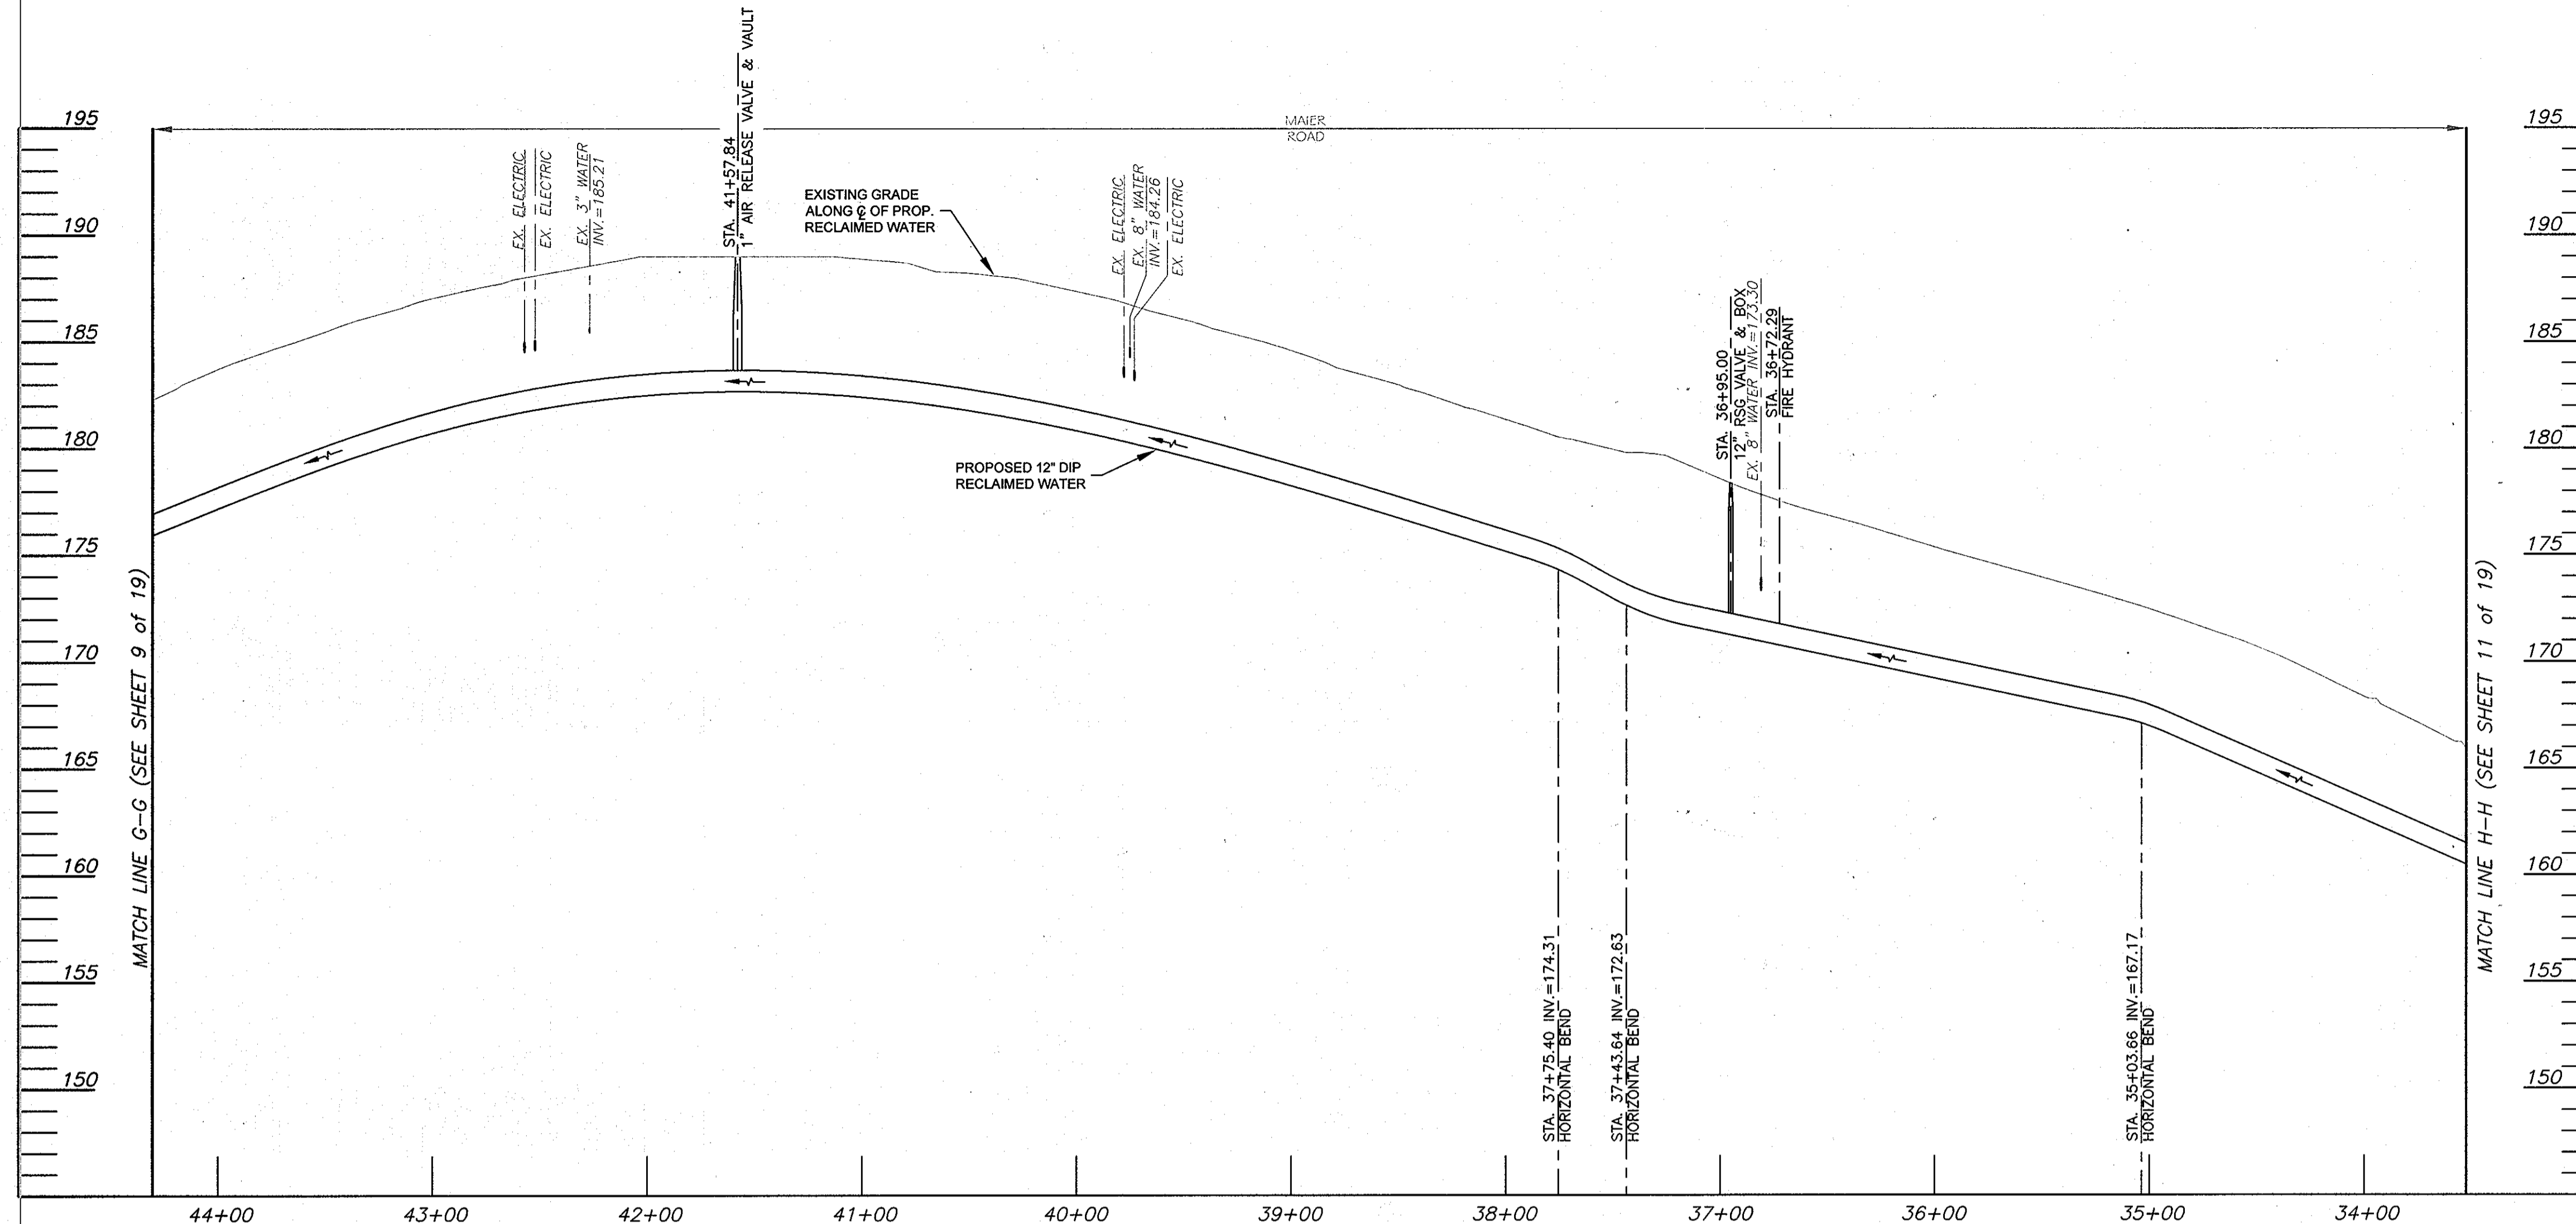 MAIER
ROAD
195
190
185
180
175
170
165
160
155
150
MATCH LINE G-G (SEE SHEET 9 of 19)
EX. ELECTRIC
EX. ELECTRIC
EX. 3" WATER
INV.=185.21
STA. 41+57.84
1" AIR RELEASE VALVE & VAULT
EXISTING GRADE
ALONG ℄ OF PROP.
RECLAIMED WATER
EX. ELECTRIC
EX. 8" WATER
INV.=184.26
EX. ELECTRIC
PROPOSED 12" DIP
RECLAIMED WATER
STA. 36+95.00
12" RSG VALVE & BOX
EX. 8" WATER INV.=173.30
STA. 36+72.29
FIRE HYDRANT
STA. 37+75.40 INV.=174.31
HORIZONTAL BEND
STA. 37+43.64 INV.=172.63
HORIZONTAL BEND
STA. 35+03.66 INV.=167.17
HORIZONTAL BEND
MATCH LINE H-H (SEE SHEET 11 of 19)
195
190
185
180
175
170
165
160
155
150
44+00
43+00
42+00
41+00
40+00
39+00
38+00
37+00
36+00
35+00
34+00